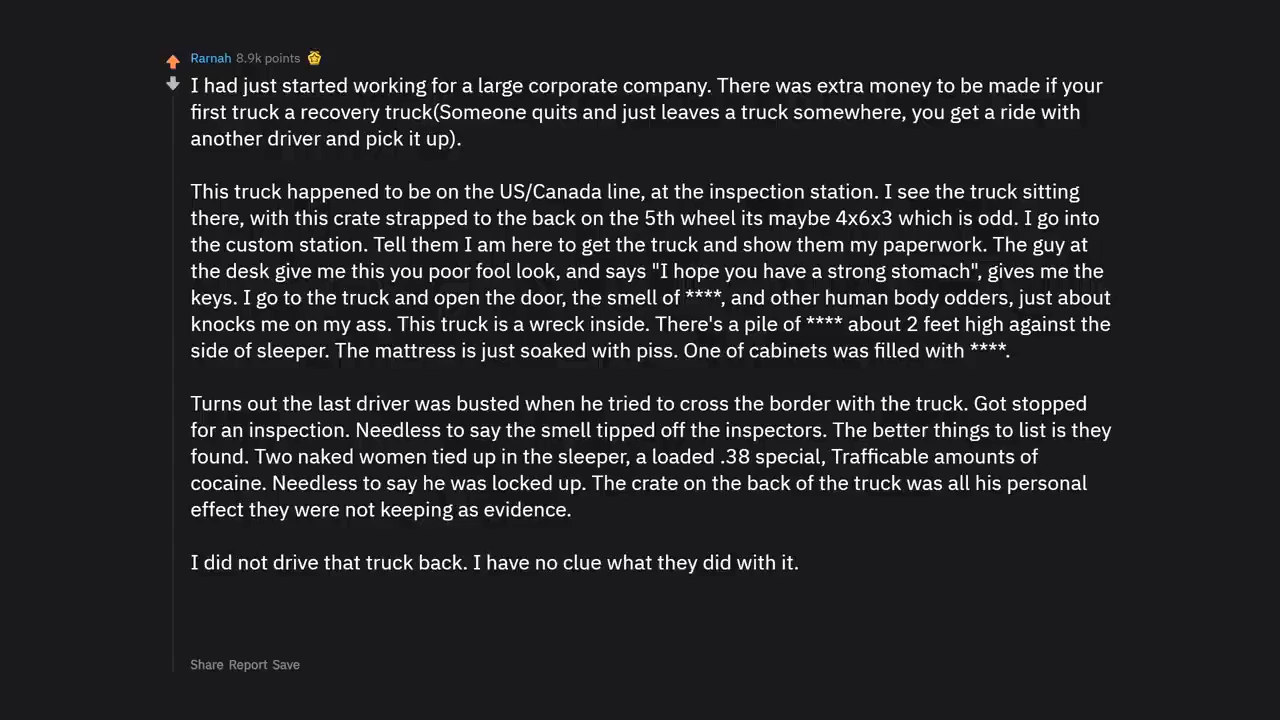 Rarnah 8.9k points
I had just started working for a large corporate company. There was extra money to be made if your
first truck a recovery truck(Someone quits and just leaves a truck somewhere, you get a ride with
another driver and pick it up).
This truck happened to be on the US/Canada line, at the inspection station. I see the truck sitting
there, with this crate strapped to the back on the 5th wheel its maybe 4x6x3 which is odd. I go into
the custom station. Tell them I am here to get the truck and show them my paperwork. The guy at
the desk give me this you poor fool look, and says "I hope you have a strong stomach", gives me the
keys. I go to the truck and open the door, the smell of ****, and other human body odders, just about
knocks me on my ass. This truck is a wreck inside. There's a pile of **** about 2 feet high against the
side of sleeper. The mattress is just soaked with piss. One of cabinets was filled with ****.
Turns out the last driver was busted when he tried to cross the border with the truck. Got stopped
for an inspection. Needless to say the smell tipped off the inspectors. The better things to list is they
found. Two naked women tied up in the sleeper, a loaded .38 special, Trafficable amounts of
cocaine. Needless to say he was locked up. The crate on the back of the truck was all his personal
effect they were not keeping as evidence.
I did not drive that truck back. I have no clue what they did with it.
Share Report Save